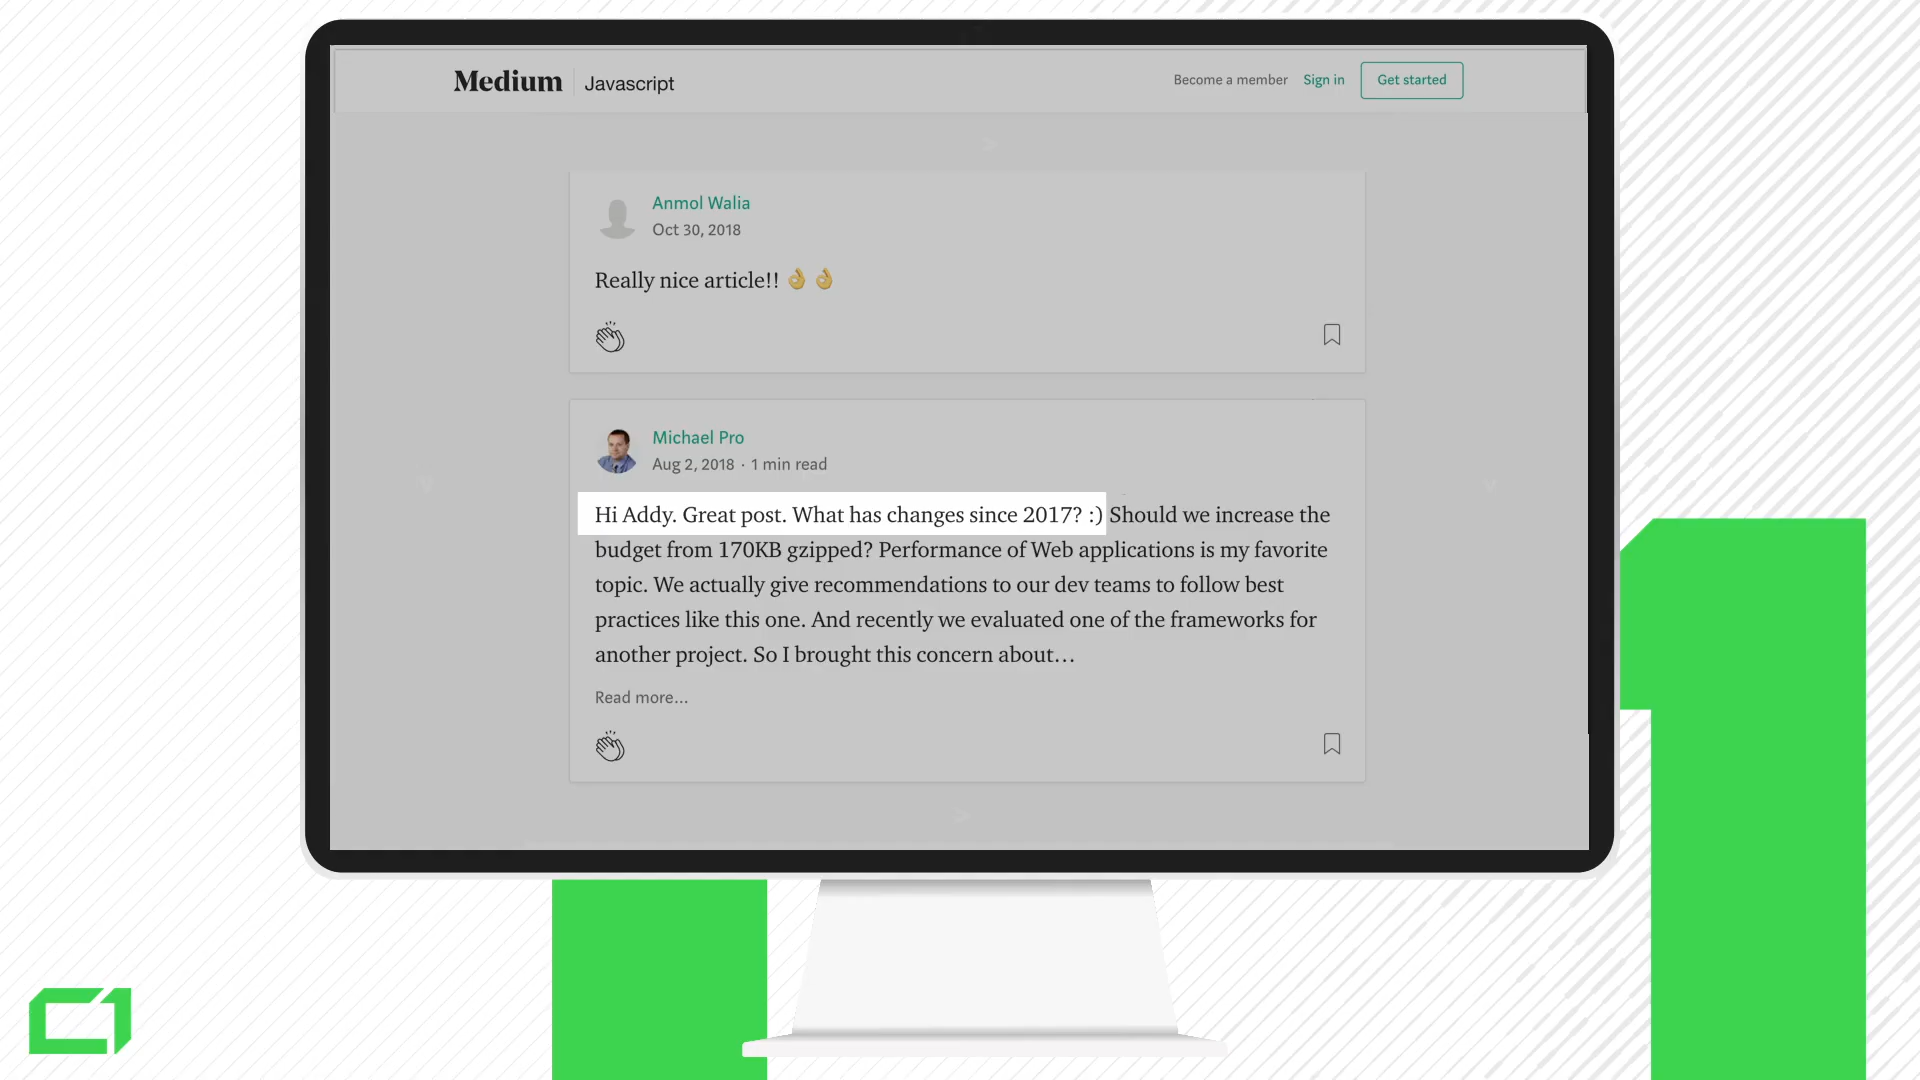 Medium Javascript
Become a member Sign in Get started
Anmol Walia
Oct 30, 2018
Really nice article!! 👌 👌
Michael Pro
Aug 2, 2018 · 1 min read
Hi Addy. Great post. What has changes since 2017? :) Should we increase the
budget from 170KB gzipped? Performance of Web applications is my favorite
topic. We actually give recommendations to our dev teams to follow best
practices like this one. And recently we evaluated one of the frameworks for
another project. So I brought this concern about…
Read more...